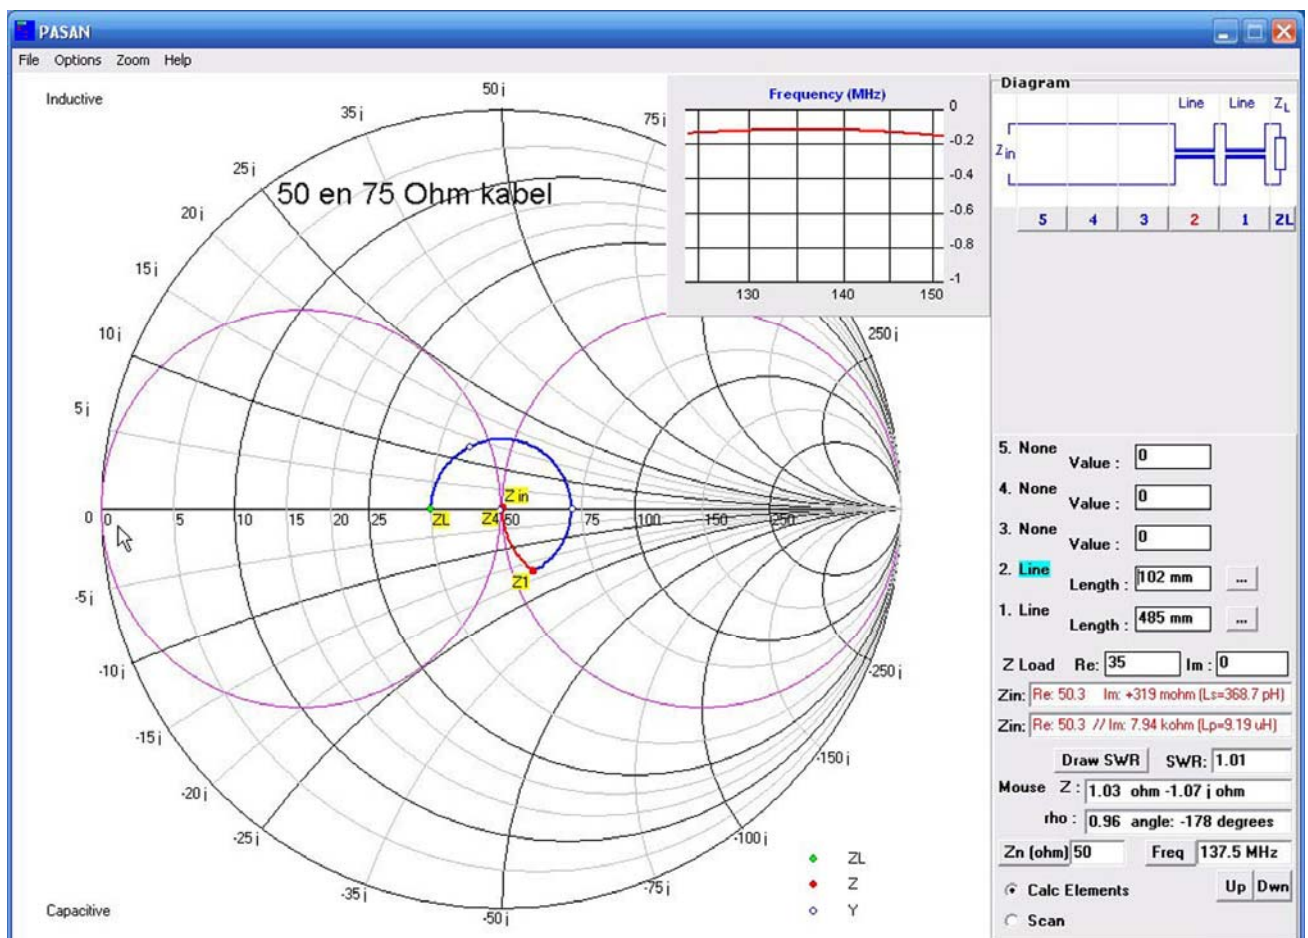 PASAN
File Options Zoom Help
Inductive
50 en 75 Ohm kabel
50 j
35 j
25 j
20 j
15 j
10 j
5 j
0
-5 j
-10 j
-15 j
-20 j
-25 j
-35 j
-50 j
-75 j
-100 j
-150 j
-250 j
250 j
75 j
0 5 10 15 20 25 50 75 100 150 250
ZL
Z4
Z in
Z1
Capacitive
ZL
Z
Y
Frequency (MHz)
0
-0.2
-0.4
-0.6
-0.8
-1
130 140 150
Diagram
Line Line ZL
Z in
5 4 3 2 1 ZL
5. None Value : 0
4. None Value : 0
3. None Value : 0
2. Line Length : 102 mm ...
1. Line Length : 485 mm ...
Z Load Re: 35 Im : 0
Zin: Re: 50.3 Im: +319 mohm (Ls=368.7 pH)
Zin: Re: 50.3 // Im: 7.94 kohm (Lp=9.19 uH)
Draw SWR SWR: 1.01
Mouse Z : 1.03 ohm -1.07 j ohm
rho : 0.96 angle: -178 degrees
Zn (ohm) 50 Freq 137.5 MHz
Calc Elements Up Dwn
Scan